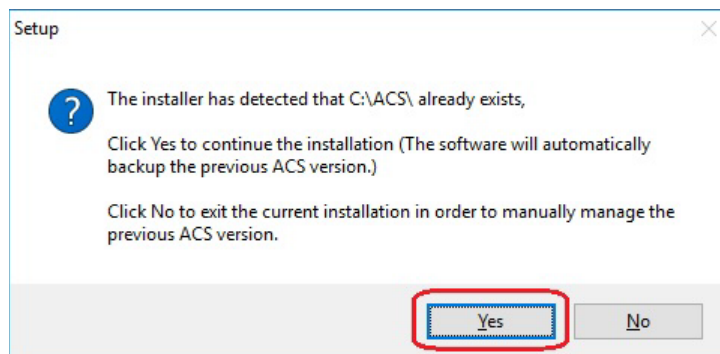 Setup
?
The installer has detected that C:\ACS\ already exists,
Click Yes to continue the installation (The software will automatically
backup the previous ACS version.)
Click No to exit the current installation in order to manually manage the
previous ACS version.
Yes
No